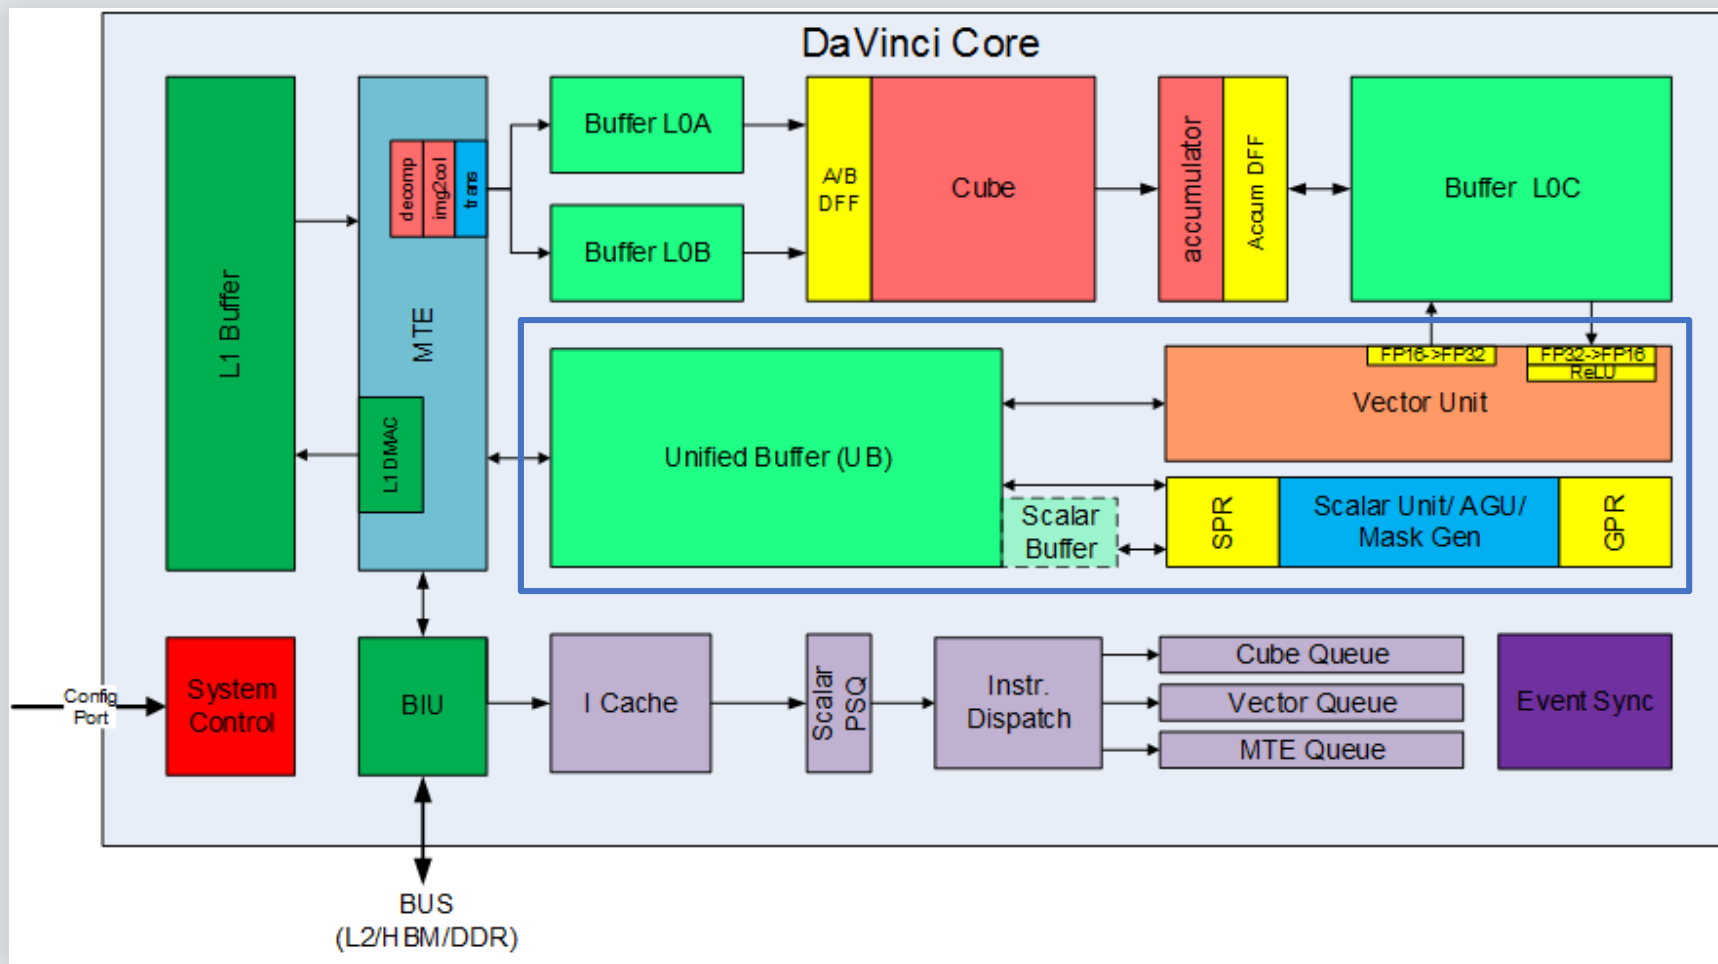 DaVinci Core
L1 Buffer
MTE
decomp
img2col
trans
L1 DMAC
Buffer L0A
Buffer L0B
A/B
DFF
Cube
accumulator
Accum DFF
Buffer L0C
Unified Buffer (UB)
Scalar
Buffer
FP16->FP32
FP32->FP16
ReLU
Vector Unit
SPR
Scalar Unit/ AGU/
Mask Gen
GPR
Config
Port
System
Control
BIU
I Cache
Scalar
PSQ
Instr.
Dispatch
Cube Queue
Vector Queue
MTE Queue
Event Sync
BUS
(L2/HBM/DDR)